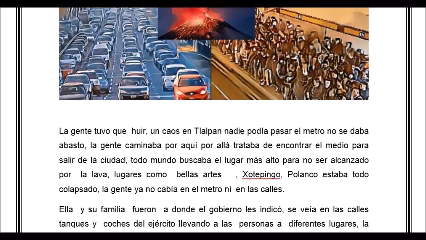 La gente tuvo que  huir, un caos en Tlalpan nadie podía pasar el metro no se daba
abasto, la gente caminaba por aquí por allá trataba de encontrar el medio para
salir de la ciudad, todo mundo buscaba el lugar más alto para no ser alcanzado
por  la lava, lugares como  bellas artes  , Xotepingo, Polanco estaba todo
colapsado, la gente ya no cabía en el metro ni  en las calles.
Ella  y su familia  fueron  a donde el gobierno les indicó, se veia en las calles
tanques y  coches del ejército llevando a las  personas a  diferentes lugares, la